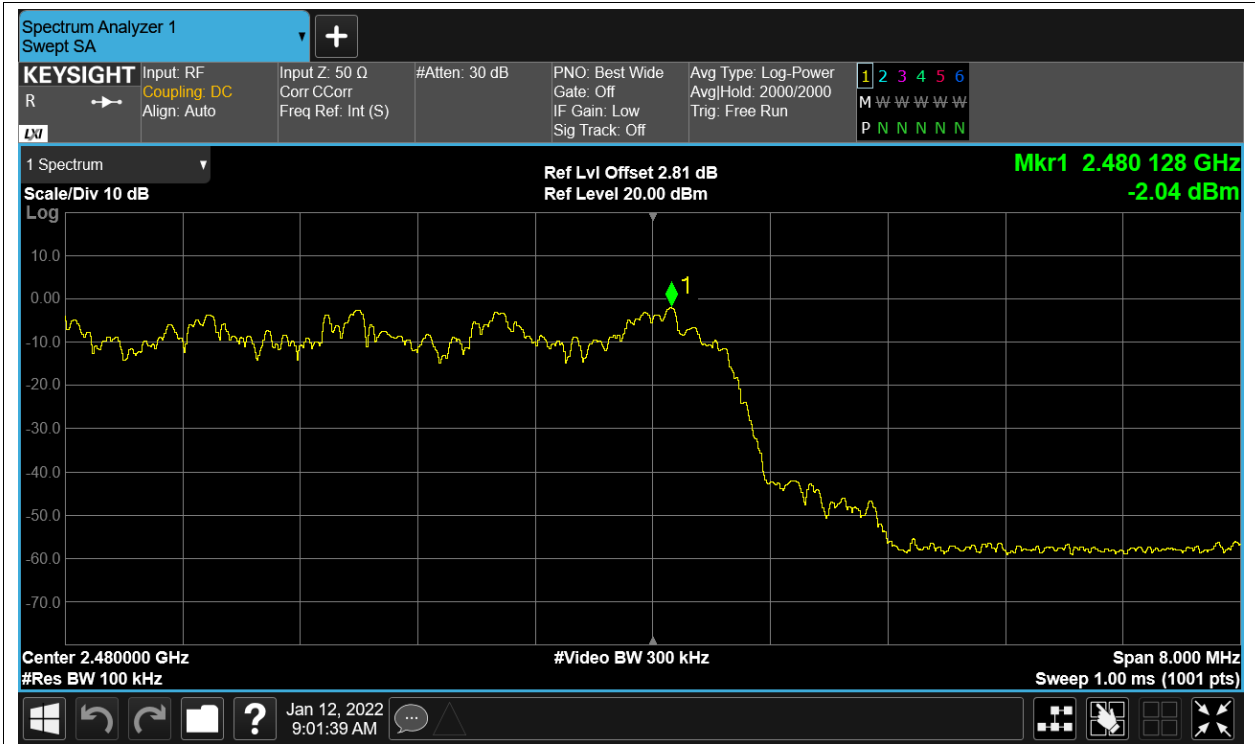 Spectrum Analyzer 1
Swept SA
+
KEYSIGHT
R
LXI
Input: RF
Coupling: DC
Align: Auto
Input Z: 50 Ω
Corr CCorr
Freq Ref: Int (S)
#Atten: 30 dB
PNO: Best Wide
Gate: Off
IF Gain: Low
Sig Track: Off
Avg Type: Log-Power
Avg|Hold: 2000/2000
Trig: Free Run
1 2 3 4 5 6
M W W W W W W
P N N N N N N
1 Spectrum
Scale/Div 10 dB
Ref Lvl Offset 2.81 dB
Ref Level 20.00 dBm
Mkr1 2.480 128 GHz
-2.04 dBm
Log
10.0
0.00
-10.0
-20.0
-30.0
-40.0
-50.0
-60.0
-70.0
1
Center 2.480000 GHz
#Video BW 300 kHz
Span 8.000 MHz
#Res BW 100 kHz
Sweep 1.00 ms (1001 pts)
?
Jan 12, 2022
9:01:39 AM